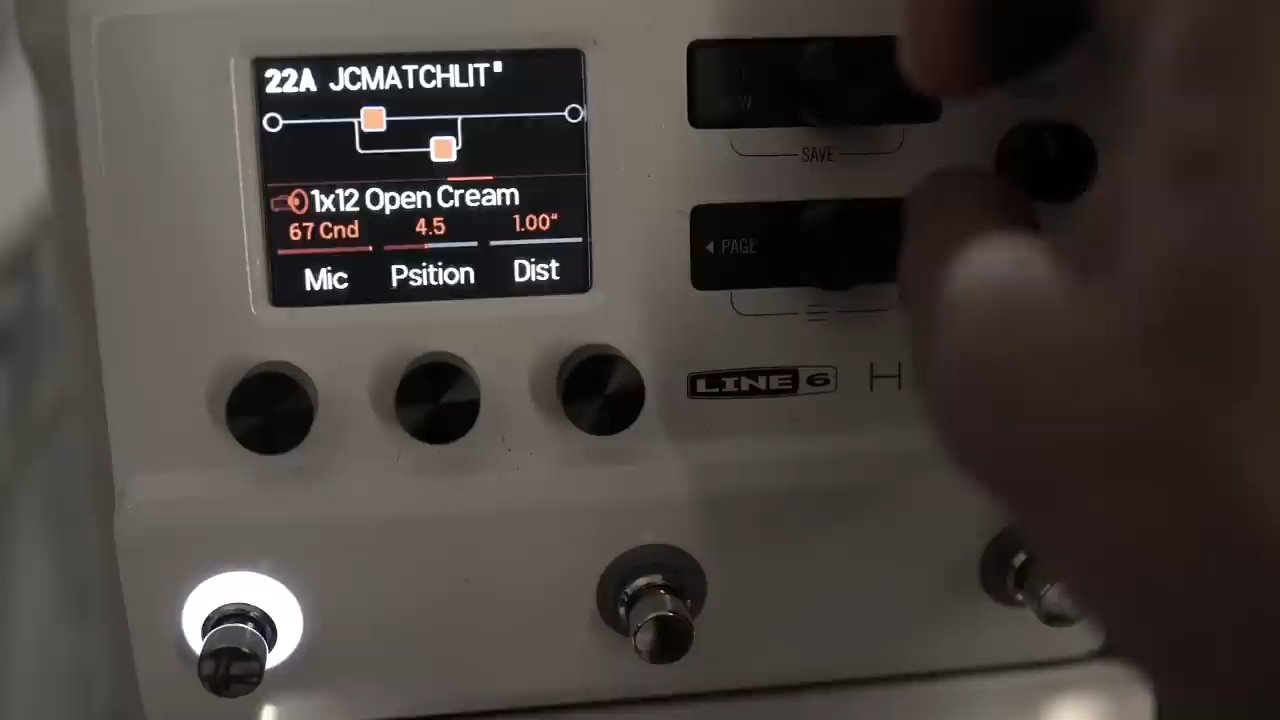 22A JCMATCHLIT
1x12 Open Cream
67 Cnd 4.5 1.00"
Mic Psition Dist
SAVE
PAGE
LINE 6 H